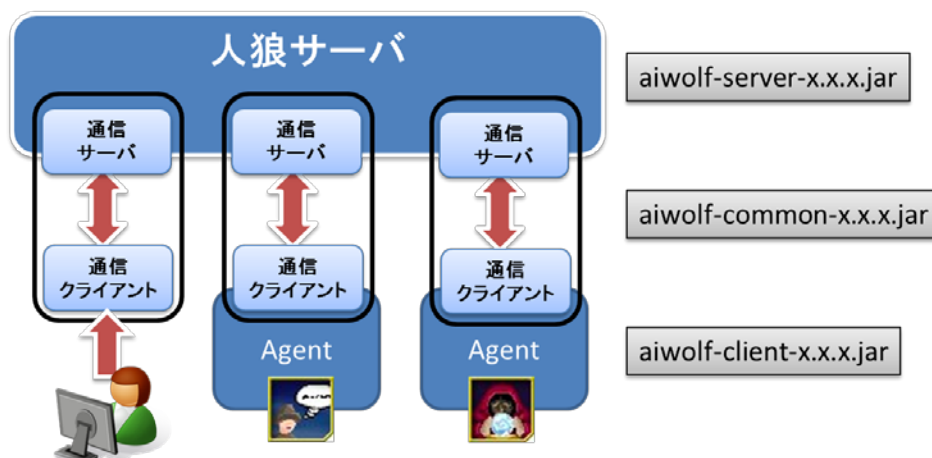 人狼サーバ
aiwolf-server-x.x.x.jar
通信
サーバ
通信
サーバ
通信
サーバ
aiwolf-common-x.x.x.jar
通信
クライアント
通信
クライアント
通信
クライアント
Agent
Agent
aiwolf-client-x.x.x.jar